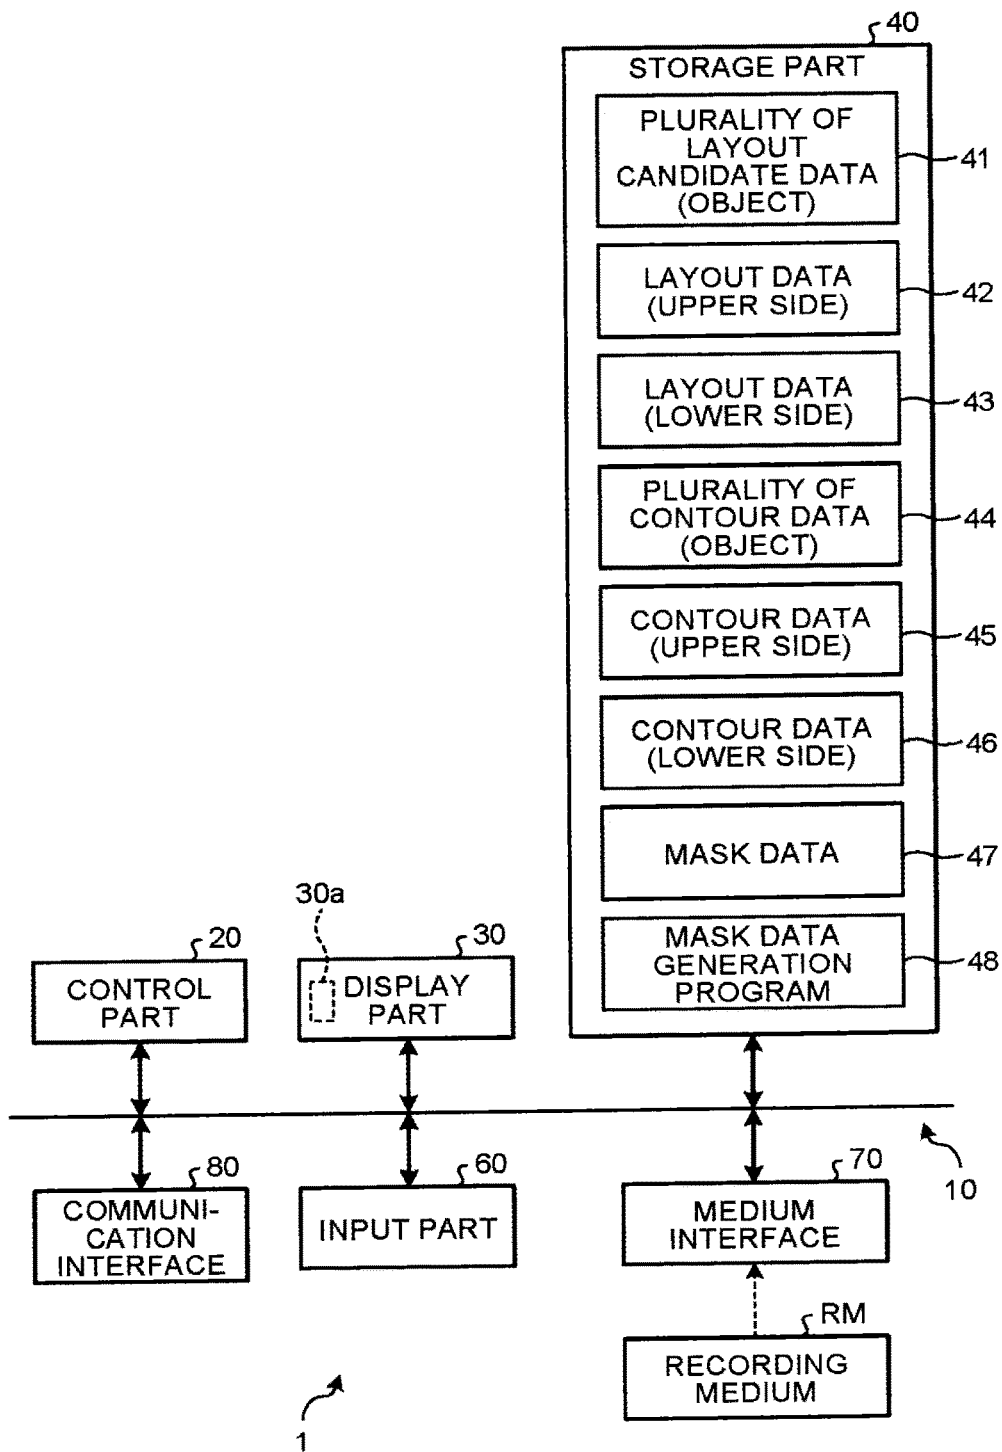 40
STORAGE PART
PLURALITY OF
LAYOUT
CANDIDATE DATA
(OBJECT)
41
LAYOUT DATA
(UPPER SIDE)
42
LAYOUT DATA
(LOWER SIDE)
43
PLURALITY OF
CONTOUR DATA
(OBJECT)
44
CONTOUR DATA
(UPPER SIDE)
45
CONTOUR DATA
(LOWER SIDE)
46
MASK DATA
47
MASK DATA
GENERATION
PROGRAM
48
20
CONTROL
PART
30a
30
DISPLAY
PART
10
80
COMMUNI-
CATION
INTERFACE
60
INPUT PART
70
MEDIUM
INTERFACE
RM
RECORDING
MEDIUM
1